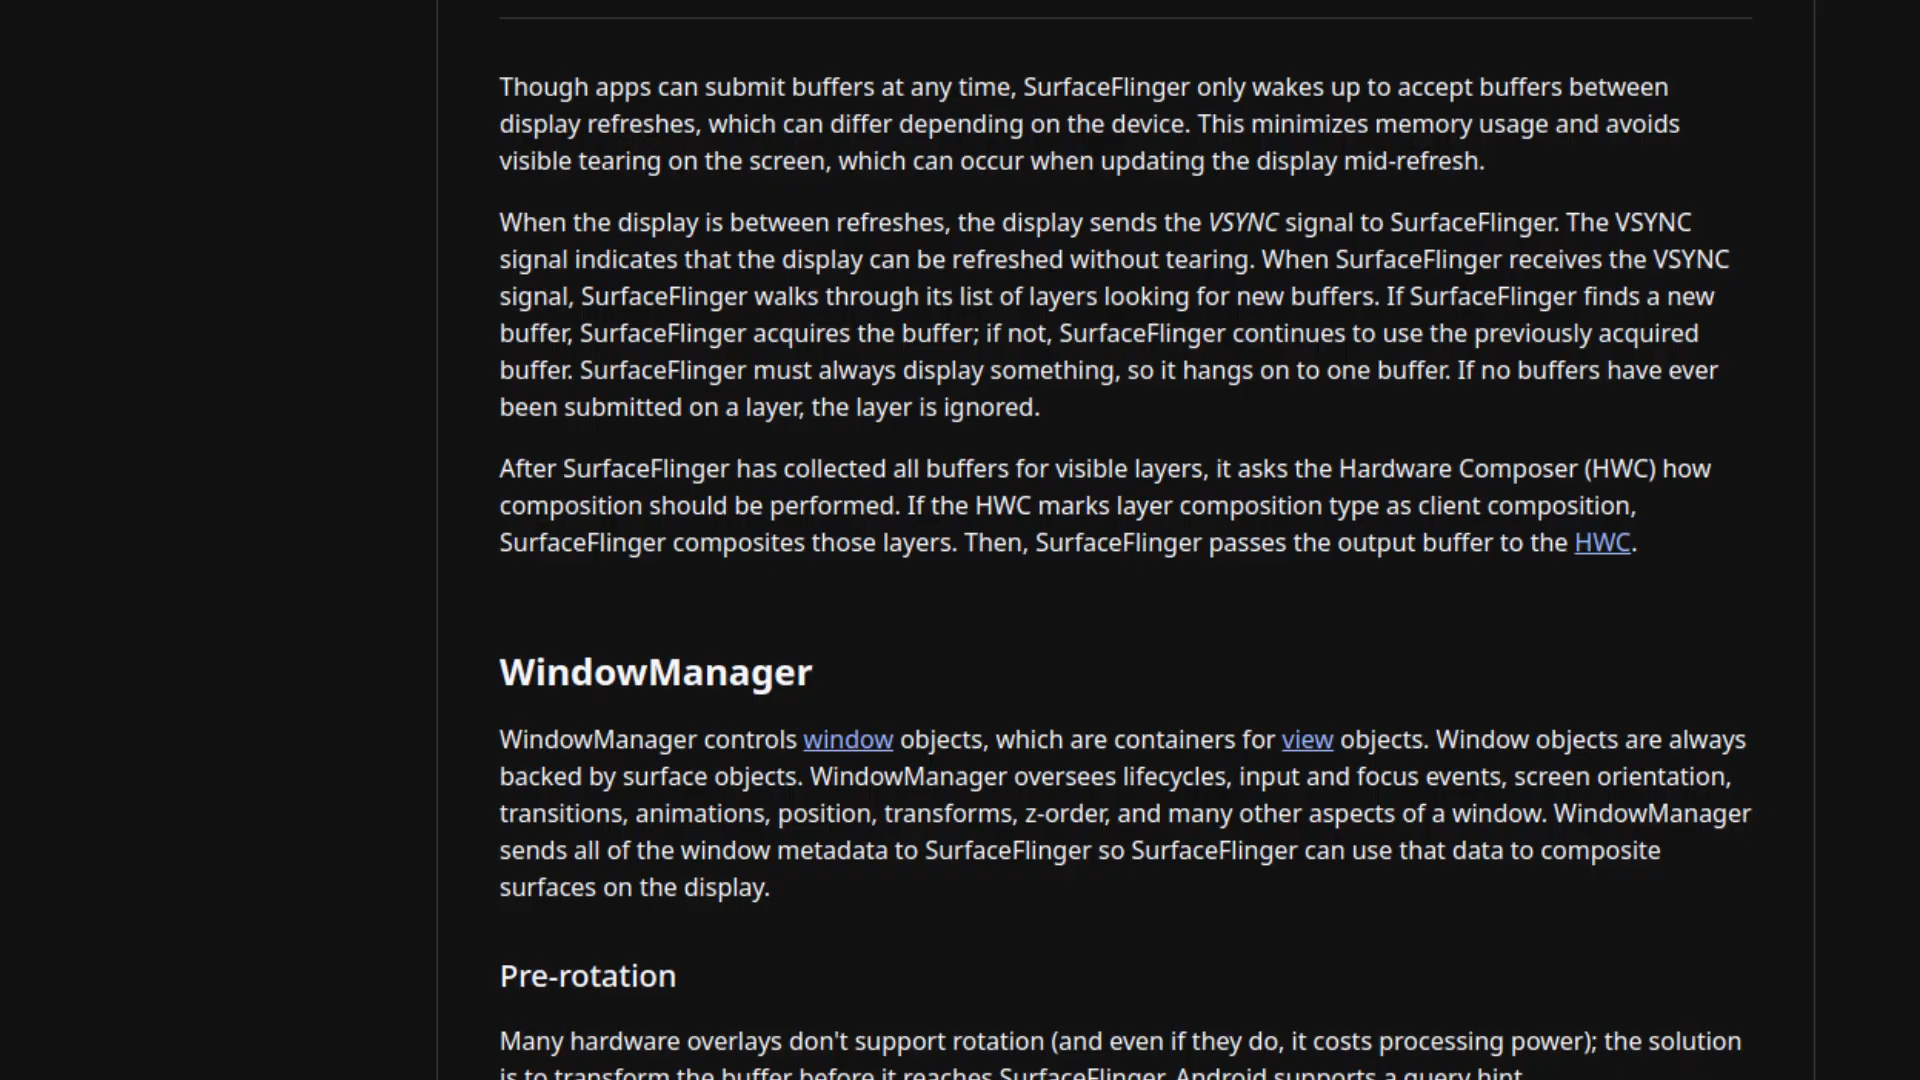 Though apps can submit buffers at any time, SurfaceFlinger only wakes up to accept buffers between
display refreshes, which can differ depending on the device. This minimizes memory usage and avoids
visible tearing on the screen, which can occur when updating the display mid-refresh.
When the display is between refreshes, the display sends the VSYNC signal to SurfaceFlinger. The VSYNC
signal indicates that the display can be refreshed without tearing. When SurfaceFlinger receives the VSYNC
signal, SurfaceFlinger walks through its list of layers looking for new buffers. If SurfaceFlinger finds a new
buffer, SurfaceFlinger acquires the buffer; if not, SurfaceFlinger continues to use the previously acquired
buffer. SurfaceFlinger must always display something, so it hangs on to one buffer. If no buffers have ever
been submitted on a layer, the layer is ignored.
After SurfaceFlinger has collected all buffers for visible layers, it asks the Hardware Composer (HWC) how
composition should be performed. If the HWC marks layer composition type as client composition,
SurfaceFlinger composites those layers. Then, SurfaceFlinger passes the output buffer to the HWC.
WindowManager
WindowManager controls window objects, which are containers for view objects. Window objects are always
backed by surface objects. WindowManager oversees lifecycles, input and focus events, screen orientation,
transitions, animations, position, transforms, z-order, and many other aspects of a window. WindowManager
sends all of the window metadata to SurfaceFlinger so SurfaceFlinger can use that data to composite
surfaces on the display.
Pre-rotation
Many hardware overlays don't support rotation (and even if they do, it costs processing power); the solution
is to transform the buffer before it reaches SurfaceFlinger. Android supports a query hint